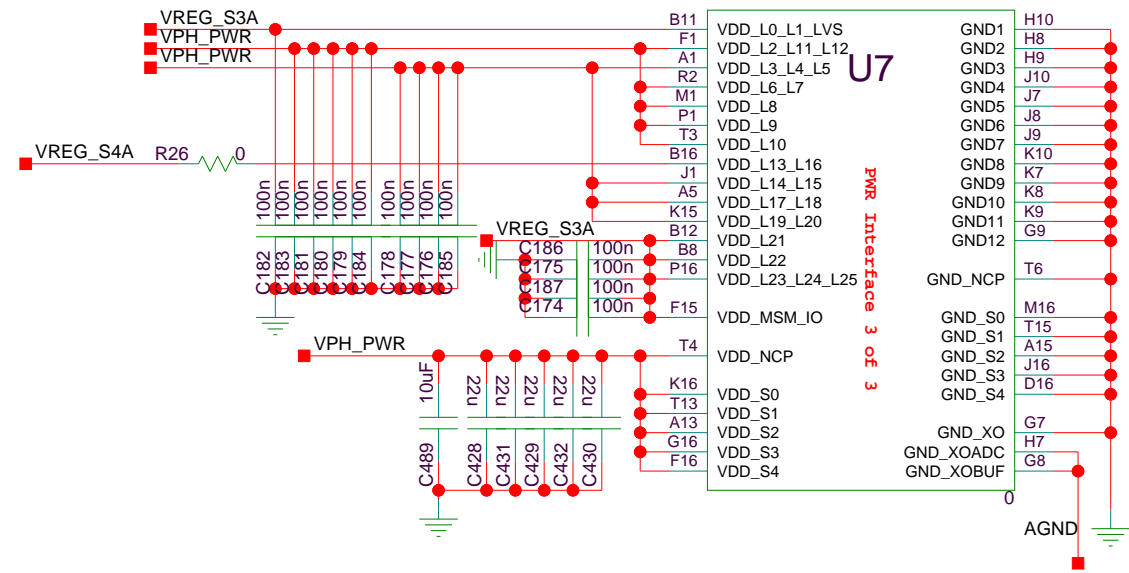 VREG_S3A
VPH_PWR
VPH_PWR
VREG_S4A
R26
0
100n
100n
100n
100n
100n
100n
100n
100n
100n
100n
C182
C183
C181
C180
C179
C184
C178
C177
C176
C185
VREG_S3A
C186 100n
C175 100n
C187 100n
C174 100n
VPH_PWR
10uF
n22
n22
n22
n22
n22
C489
C428
C431
C429
C432
C430
U7
B11 VDD_L0_L1_LVS
F1 VDD_L2_L11_L12
A1 VDD_L3_L4_L5
R2 VDD_L6_L7
M1 VDD_L8
P1 VDD_L9
T3 VDD_L10
B16 VDD_L13_L16
J1 VDD_L14_L15
A5 VDD_L17_L18
K15 VDD_L19_L20
B12 VDD_L21
B8 VDD_L22
P16 VDD_L23_L24_L25
F15 VDD_MSM_IO
T4 VDD_NCP
K16 VDD_S0
T13 VDD_S1
A13 VDD_S2
G16 VDD_S3
F16 VDD_S4
PWR Interface 3 of 3
GND1 H10
GND2 H8
GND3 H9
GND4 J10
GND5 J7
GND6 J8
GND7 J9
GND8 K10
GND9 K7
GND10 K8
GND11 K9
GND12 G9
GND_NCP T6
GND_S0 M16
GND_S1 T15
GND_S2 A15
GND_S3 J16
GND_S4 D16
GND_XO G7
GND_XOADC H7
GND_XOBUF G8
0
AGND